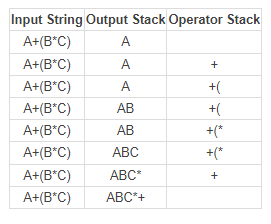 Input String Output Stack Operator Stack
A+(B*C) A
A+(B*C) A +
A+(B*C) A +(
A+(B*C) AB +(
A+(B*C) AB +(*
A+(B*C) ABC +(*
A+(B*C) ABC* +
A+(B*C) ABC*+